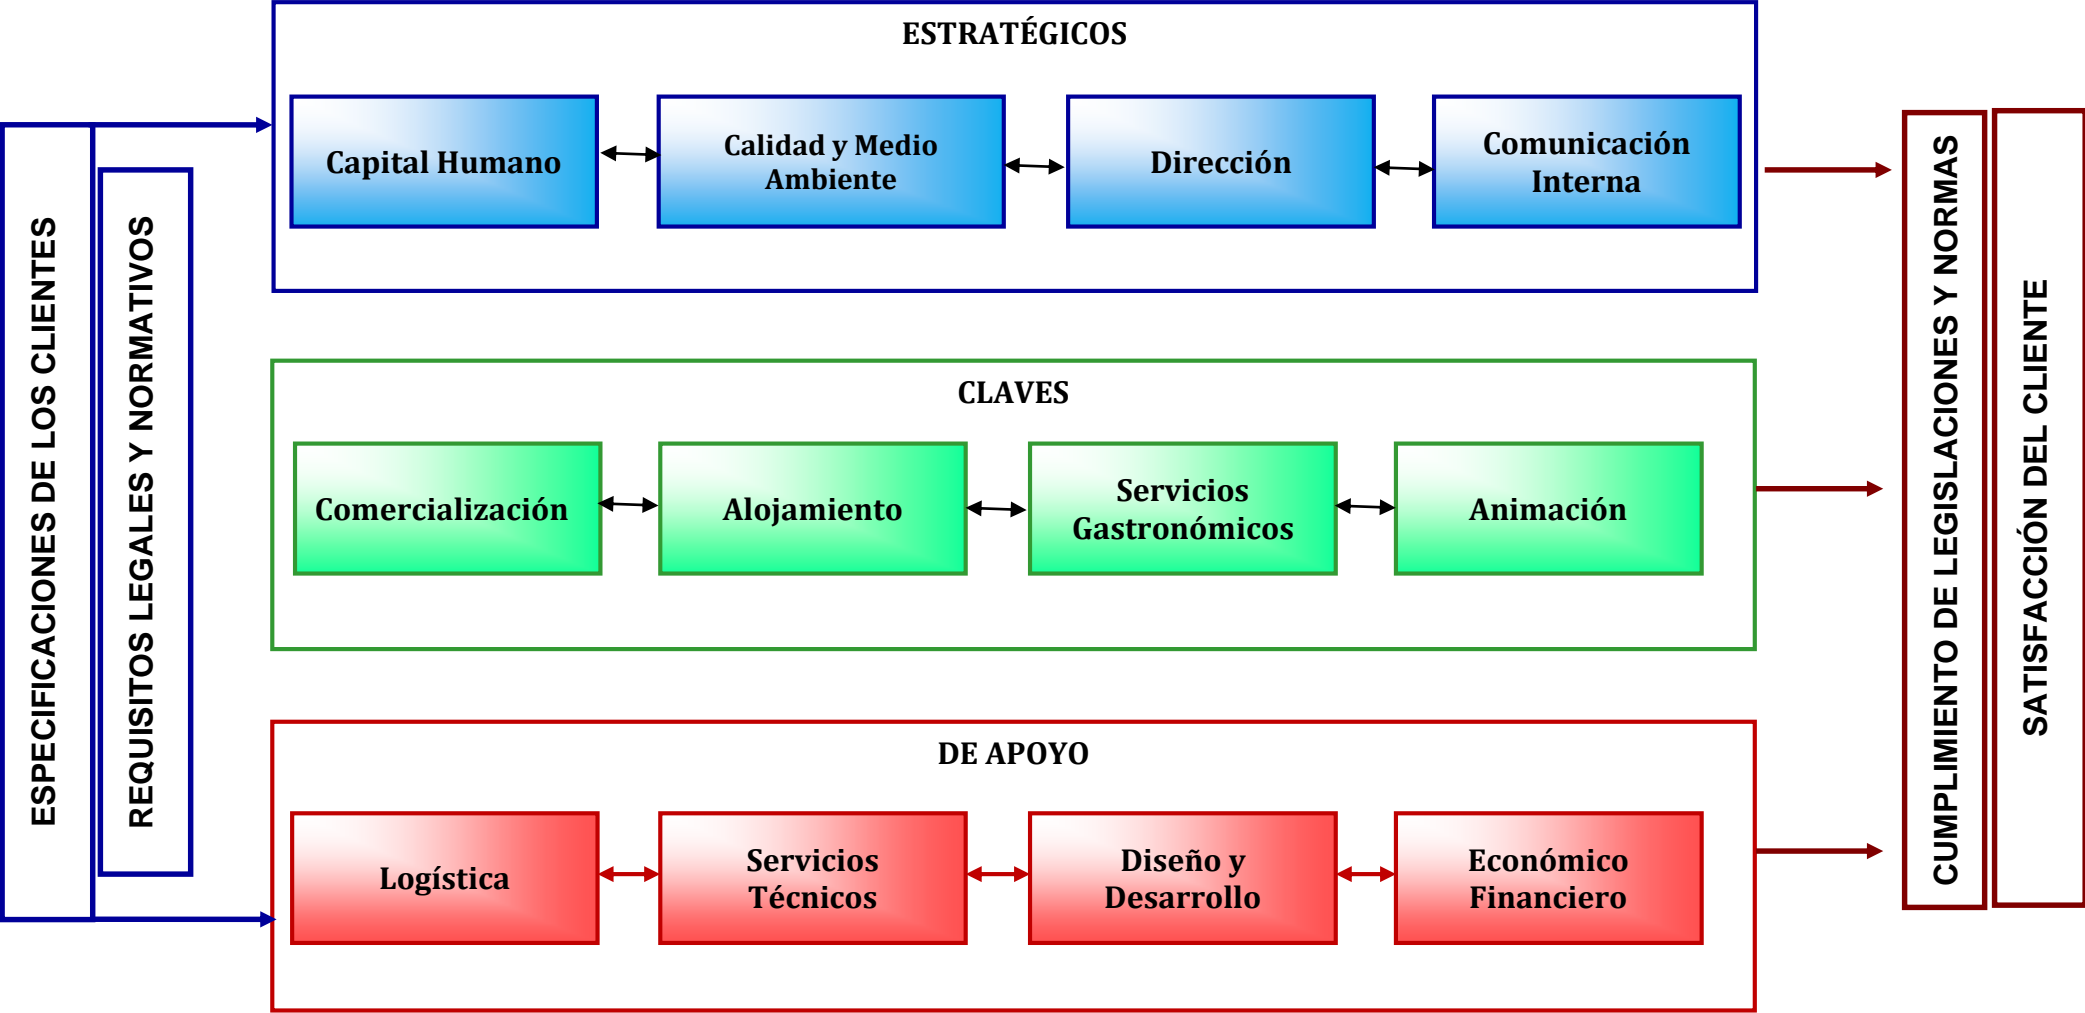 ESPECIFICACIONES DE LOS CLIENTES
REQUISITOS LEGALES Y NORMATIVOS
ESTRATÉGICOS
Capital Humano
Calidad y Medio
Ambiente
Dirección
Comunicación
Interna
CLAVES
Comercialización
Alojamiento
Servicios
Gastronómicos
Animación
DE APOYO
Logística
Servicios
Técnicos
Diseño y
Desarrollo
Económico
Financiero
CUMPLIMIENTO DE LEGISLACIONES Y NORMAS
SATISFACCIÓN DEL CLIENTE